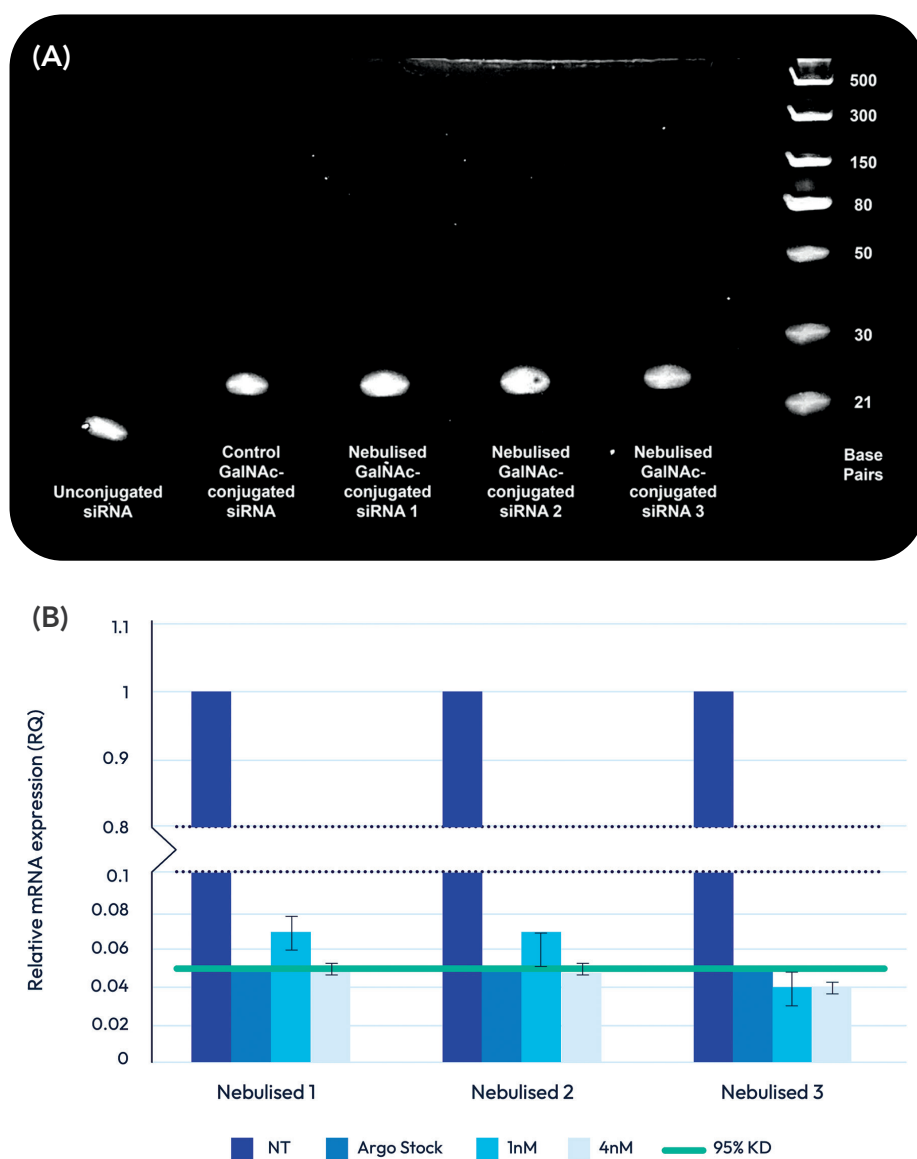 (A)
500
300
150
80
50
30
21
Base
Pairs
Unconjugated
siRNA
Control
GalNAc-
conjugated
siRNA
Nebulised
GalNAc-
conjugated
siRNA 1
Nebulised
GalNAc-
conjugated
siRNA 2
Nebulised
GalNAc-
conjugated
siRNA 3
(B)
Relative mRNA expression (RQ)
1.1
1
0.9
0.8
0.1
0.08
0.06
0.04
0.02
0
Nebulised 1
Nebulised 2
Nebulised 3
NT
Argo Stock
1nM
4nM
95% KD